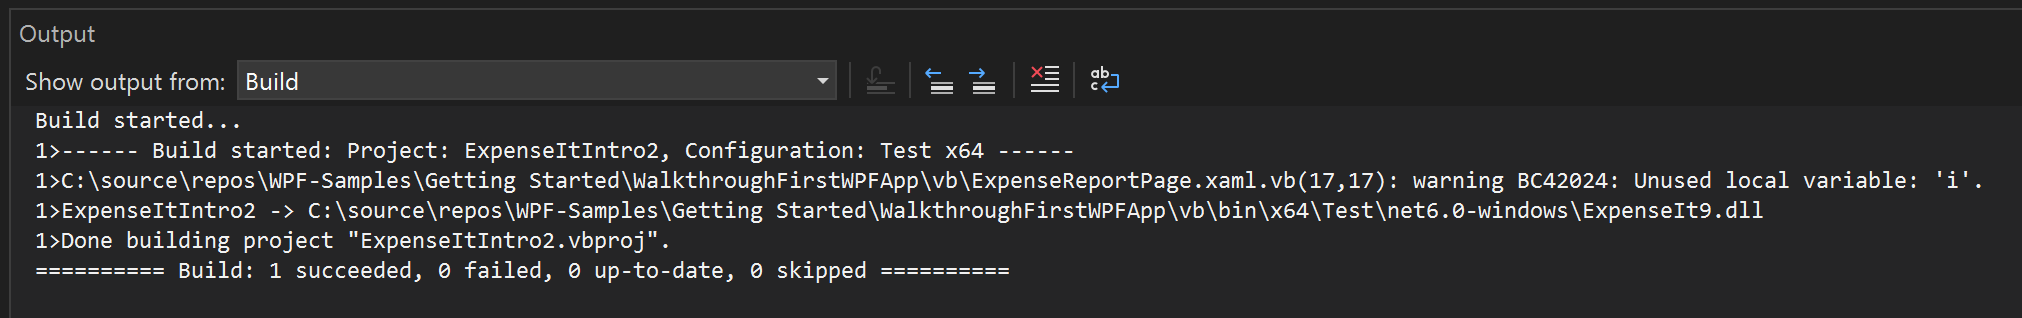 Output
Show output from: Build
ab
c
Build started...
1>------ Build started: Project: ExpenseItIntro2, Configuration: Test x64 ------
1>C:\source\repos\WPF-Samples\Getting Started\WalkthroughFirstWPFApp\vb\ExpenseReportPage.xaml.vb(17,17): warning BC42024: Unused local variable: 'i'.
1>ExpenseItIntro2 -> C:\source\repos\WPF-Samples\Getting Started\WalkthroughFirstWPFApp\vb\bin\x64\Test\net6.0-windows\ExpenseIt9.dll
1>Done building project "ExpenseItIntro2.vbproj".
========== Build: 1 succeeded, 0 failed, 0 up-to-date, 0 skipped ==========